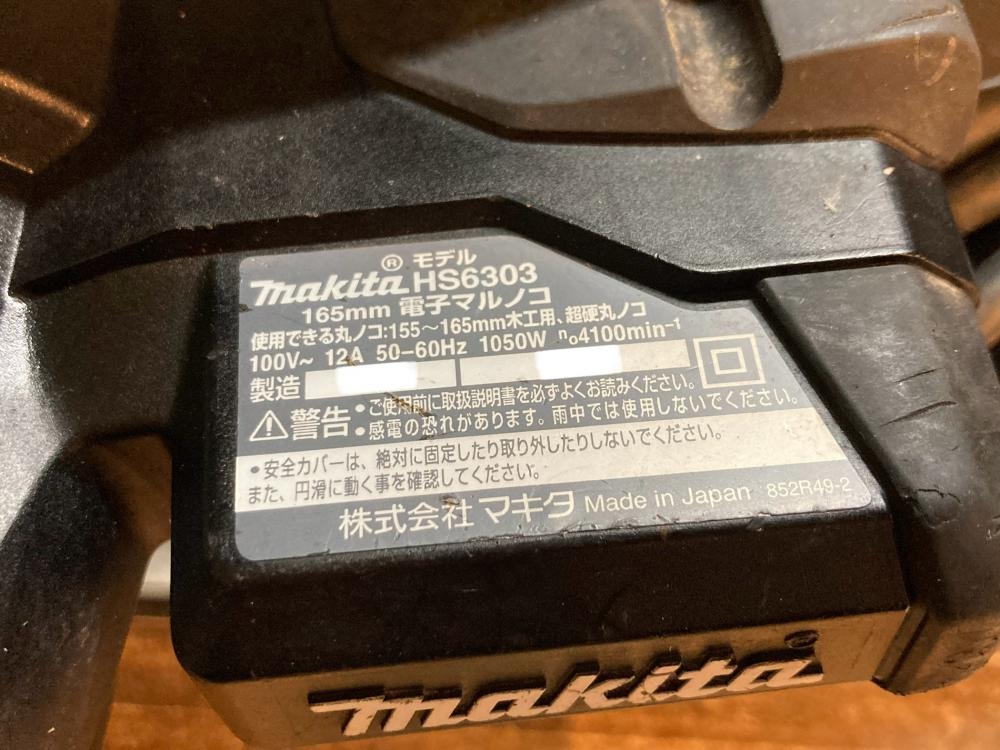 makita® モデル HS6303
165mm 電子マルノコ
使用できる丸ノコ:155～165mm木工用、超硬丸ノコ
100V～ 12A 50-60Hz 1050W n₀4100min⁻¹
製造
⚠警告 •ご使用前に取扱説明書を必ずよくお読みください。
•感電の恐れがあります。雨中では使用しないでください。
•安全カバーは、絶対に固定したり取り外したりしないでください。
また、円滑に動く事を確認してください。
株式会社 マキタ Made in Japan 852R49-2
makita®